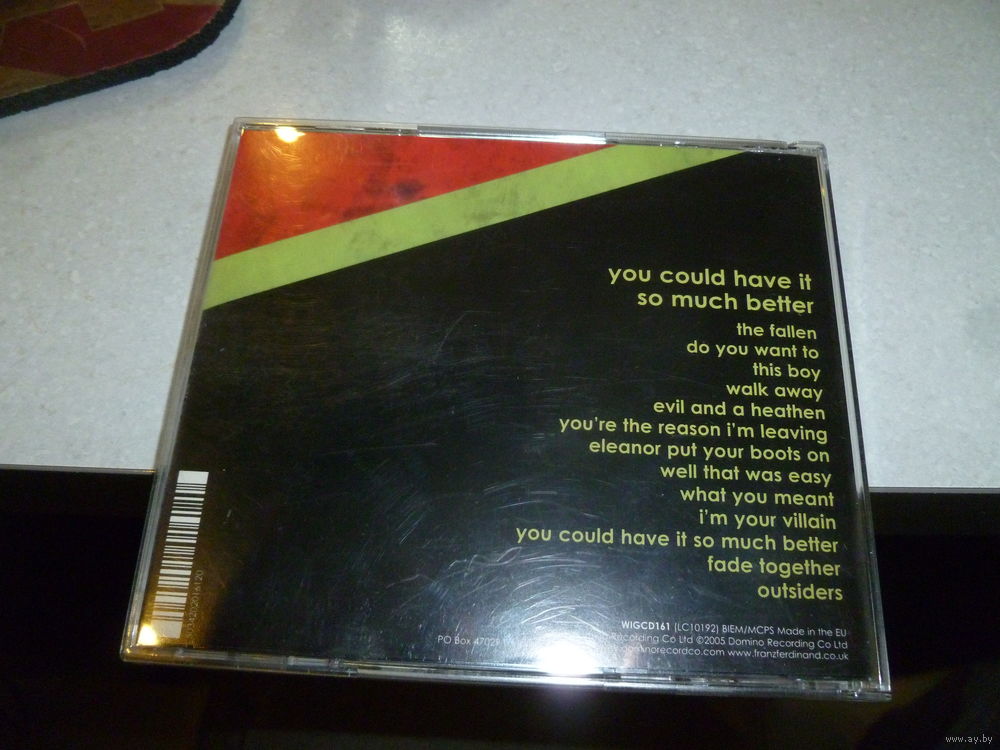 you could have it
so much better
the fallen
do you want to
this boy
walk away
evil and a heathen
you're the reason i'm leaving
eleanor put your boots on
well that was easy
what you meant
i'm your villain
you could have it so much better
fade together
outsiders
WIGCD161 (LC10192) BIEM/MCPS Made in the EU
PO Box 47029 Recording Co Ltd ©2005 Domino Recording Co Ltd
www.franzferdinand.co.uk
www.ay.by